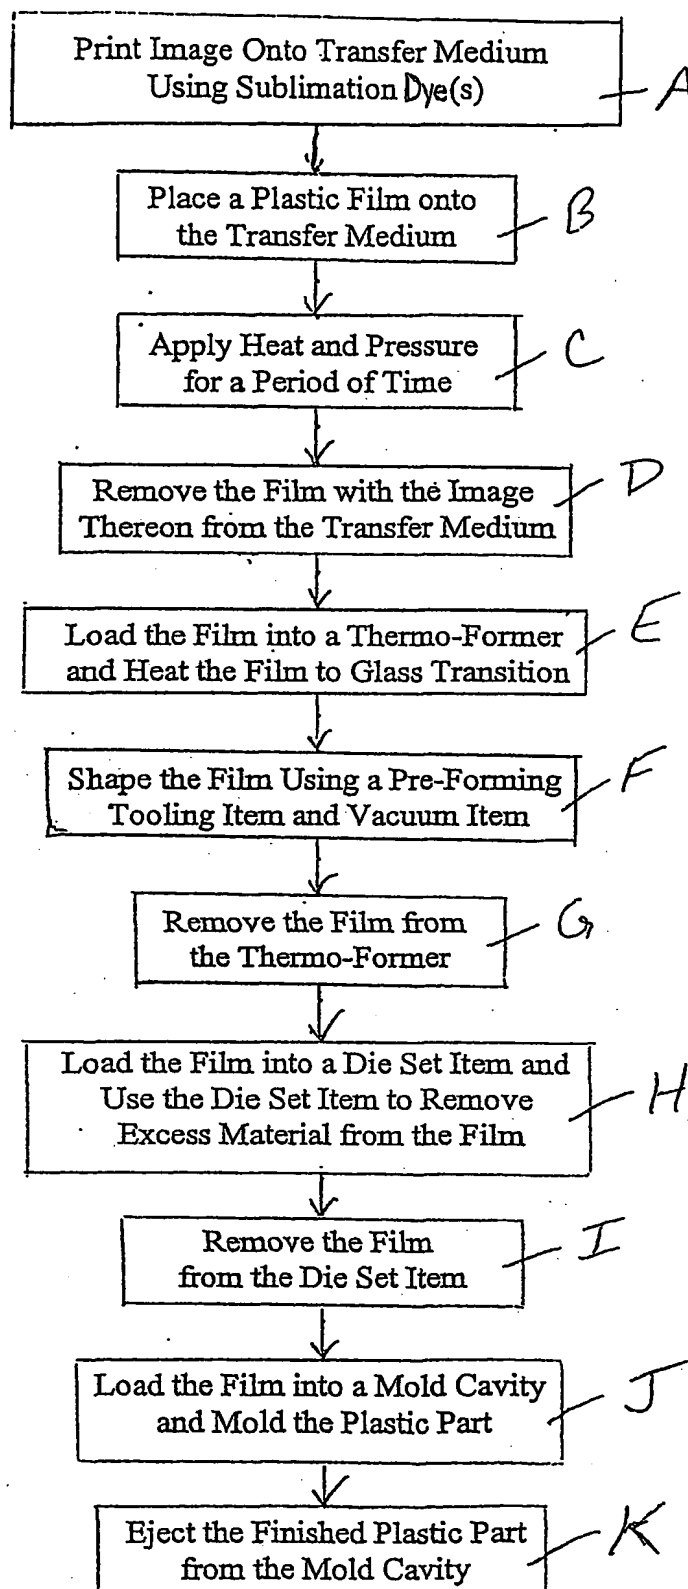 Print Image Onto Transfer Medium
Using Sublimation Dye(s)
A
Place a Plastic Film onto
the Transfer Medium
B
Apply Heat and Pressure
for a Period of Time
C
Remove the Film with the Image
Thereon from the Transfer Medium
D
Load the Film into a Thermo-Former
and Heat the Film to Glass Transition
E
Shape the Film Using a Pre-Forming
Tooling Item and Vacuum Item
F
Remove the Film from
the Thermo-Former
G
Load the Film into a Die Set Item and
Use the Die Set Item to Remove
Excess Material from the Film
H
Remove the Film
from the Die Set Item
I
Load the Film into a Mold Cavity
and Mold the Plastic Part
J
Eject the Finished Plastic Part
from the Mold Cavity
K